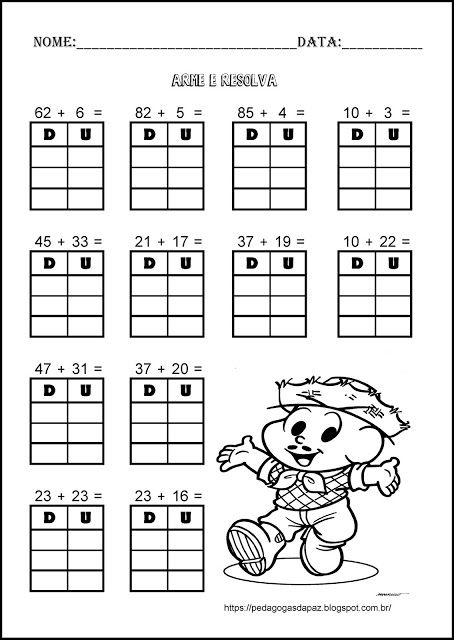 NOME:____________________________DATA:___________
ARME E RESOLVA
62 + 6 = 82 + 5 = 85 + 4 = 10 + 3 =
D U D U D U D U
45 + 33 = 21 + 17 = 37 + 19 = 10 + 22 =
D U D U D U D U
47 + 31 = 37 + 20 =
D U D U
23 + 23 = 23 + 16 =
D U D U
https://pedagogasdapaz.blogspot.com.br/